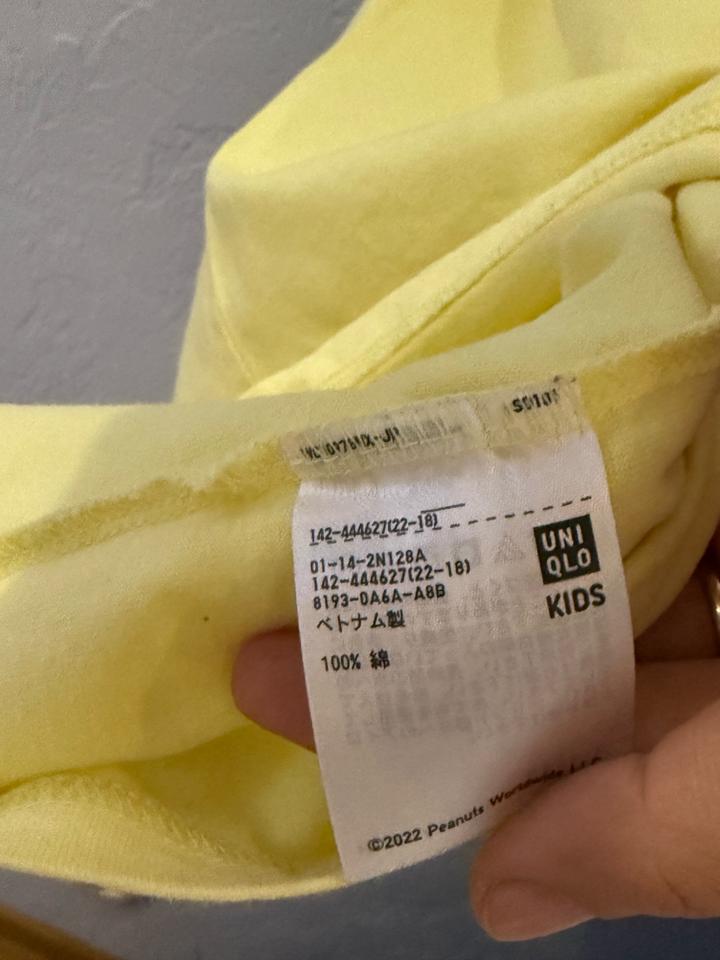 S0101
142-444627(22-18)
01-14-2N128A
142-444627(22-18)
8193-0A6A-A8B
ベトナム製
100% 綿
UNI
QLO
KIDS
©2022 Peanuts Worldwide LLC